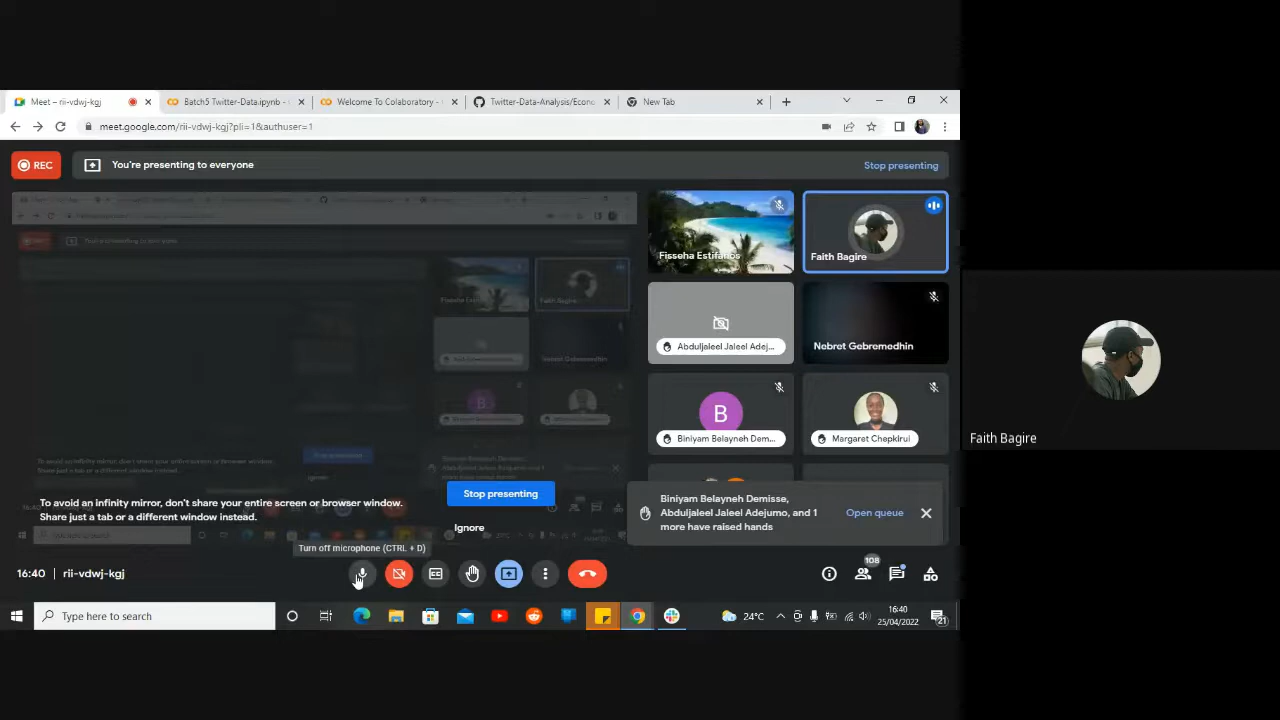 Meet – rii-vdwj-kgj
Batch5 Twitter-Data.ipynb -
Welcome To Colaboratory -
Twitter-Data-Analysis/Econo
New Tab
meet.google.com/rii-vdwj-kgj?pli=1&authuser=1
REC
You're presenting to everyone
Stop presenting
Fisseha Estifanos
Faith Bagire
Abduljaleel Jaleel Adej...
Nebret Gebremedhin
Biniyam Belayneh Dem...
Margaret Chepkirui
Faith Bagire
To avoid an infinity mirror, don't share your entire screen or browser window.
Share just a tab or a different window instead.
Stop presenting
Ignore
Biniyam Belayneh Demisse,
Abduljaleel Jaleel Adejumo, and 1
more have raised hands
Open queue
Turn off microphone (CTRL + D)
16:40 | rii-vdwj-kgj
108
Type here to search
24°C
16:40
25/04/2022
21